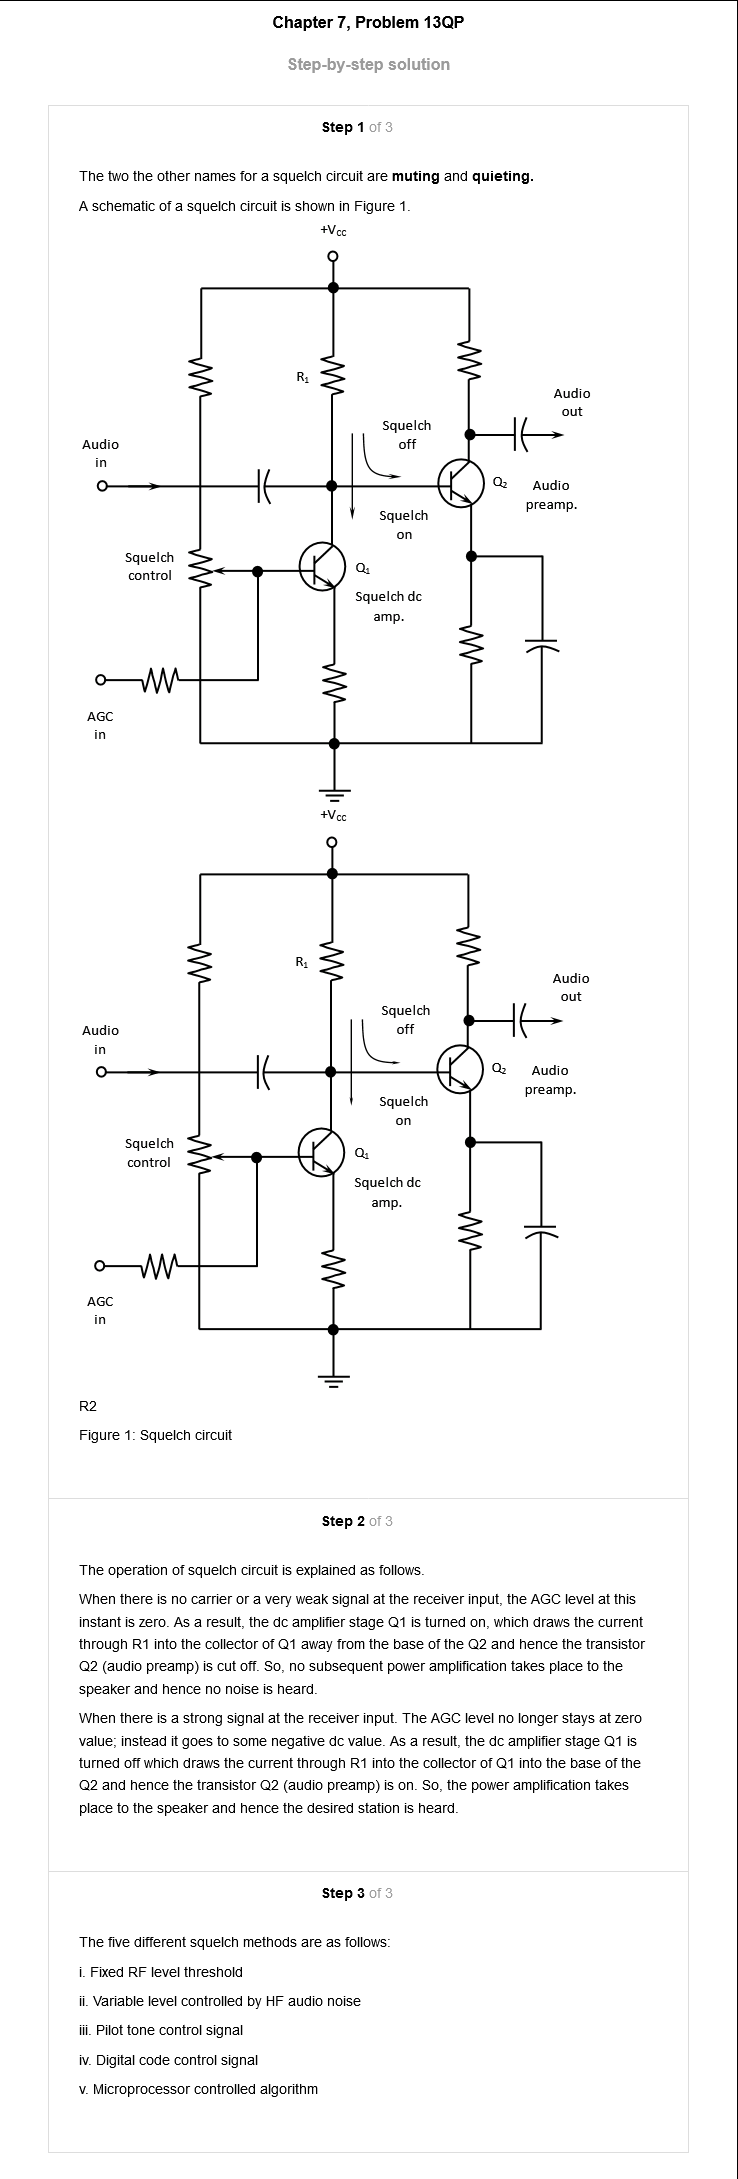 Chapter 7, Problem 13QP
Step-by-step solution
Step 1 of 3
The two the other names for a squelch circuit are muting and quieting.
A schematic of a squelch circuit is shown in Figure 1.
+Vcc
R1
Audio
out
Squelch
off
Audio
in
Q2
Audio
preamp.
Squelch
on
Squelch
control
Q1
Squelch dc
amp.
AGC
in
+Vcc
R1
Audio
out
Squelch
off
Audio
in
Q2
Audio
preamp.
Squelch
on
Squelch
control
Q1
Squelch dc
amp.
AGC
in
R2
Figure 1: Squelch circuit
Step 2 of 3
The operation of squelch circuit is explained as follows.
When there is no carrier or a very weak signal at the receiver input, the AGC level at this
instant is zero. As a result, the dc amplifier stage Q1 is turned on, which draws the current
through R1 into the collector of Q1 away from the base of the Q2 and hence the transistor
Q2 (audio preamp) is cut off. So, no subsequent power amplification takes place to the
speaker and hence no noise is heard.
When there is a strong signal at the receiver input. The AGC level no longer stays at zero
value; instead it goes to some negative dc value. As a result, the dc amplifier stage Q1 is
turned off which draws the current through R1 into the collector of Q1 into the base of the
Q2 and hence the transistor Q2 (audio preamp) is on. So, the power amplification takes
place to the speaker and hence the desired station is heard.
Step 3 of 3
The five different squelch methods are as follows:
i. Fixed RF level threshold
ii. Variable level controlled by HF audio noise
iii. Pilot tone control signal
iv. Digital code control signal
v. Microprocessor controlled algorithm